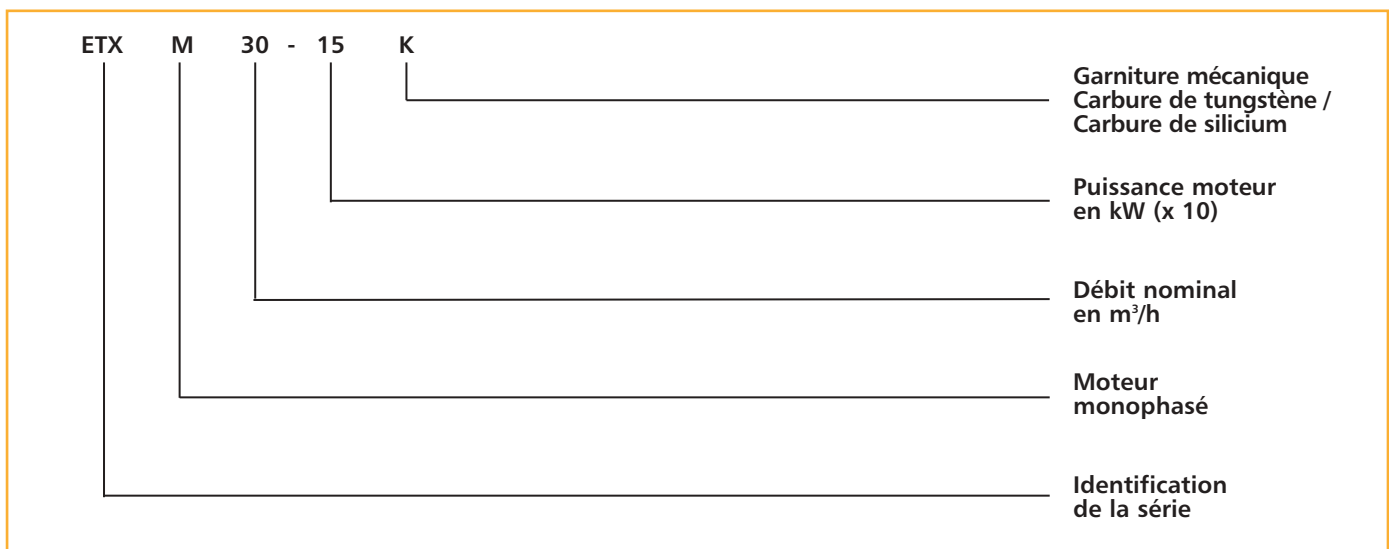 ETX M 30 - 15 K
Garniture mécanique
Carbure de tungstène /
Carbure de silicium
Puissance moteur
en kW (x 10)
Débit nominal
en m³/h
Moteur
monophasé
Identification
de la série